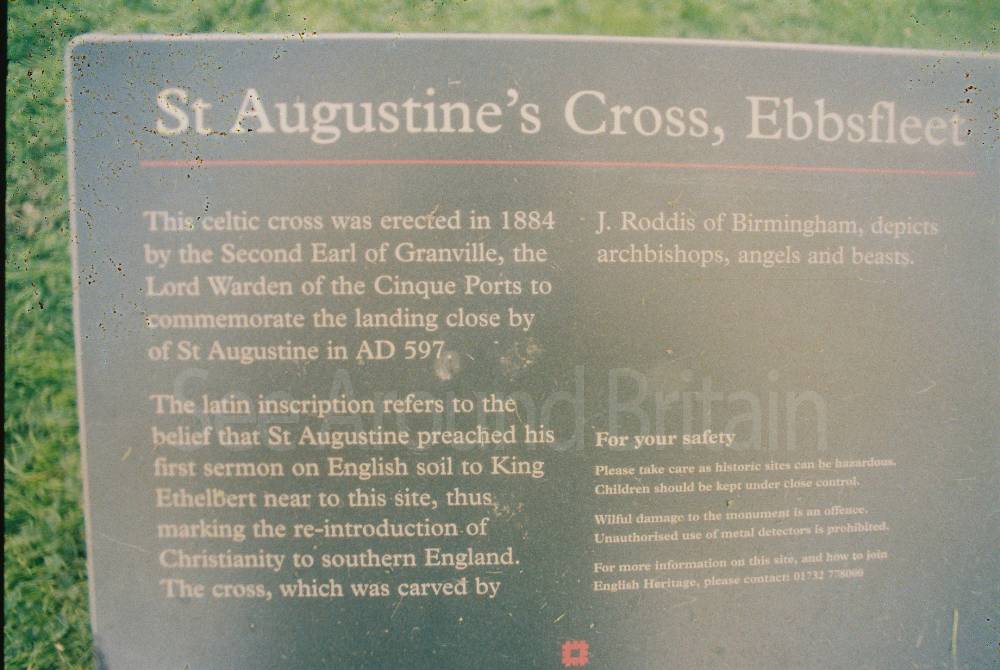 St Augustine's Cross, Ebbsfleet
This celtic cross was erected in 1884
by the Second Earl of Granville, the
Lord Warden of the Cinque Ports to
commemorate the landing close by
of St Augustine in AD 597.
The latin inscription refers to the
belief that St Augustine preached his
first sermon on English soil to King
Ethelbert near to this site, thus
marking the re-introduction of
Christianity to southern England.
The cross, which was carved by
J. Roddis of Birmingham, depicts
archbishops, angels and beasts.
See Around Britain
For your safety
Please take care as historic sites can be hazardous.
Children should be kept under close control.
Wilful damage to the monument is an offence.
Unauthorised use of metal detectors is prohibited.
For more information on this site, and how to join
English Heritage, please contact: 01732